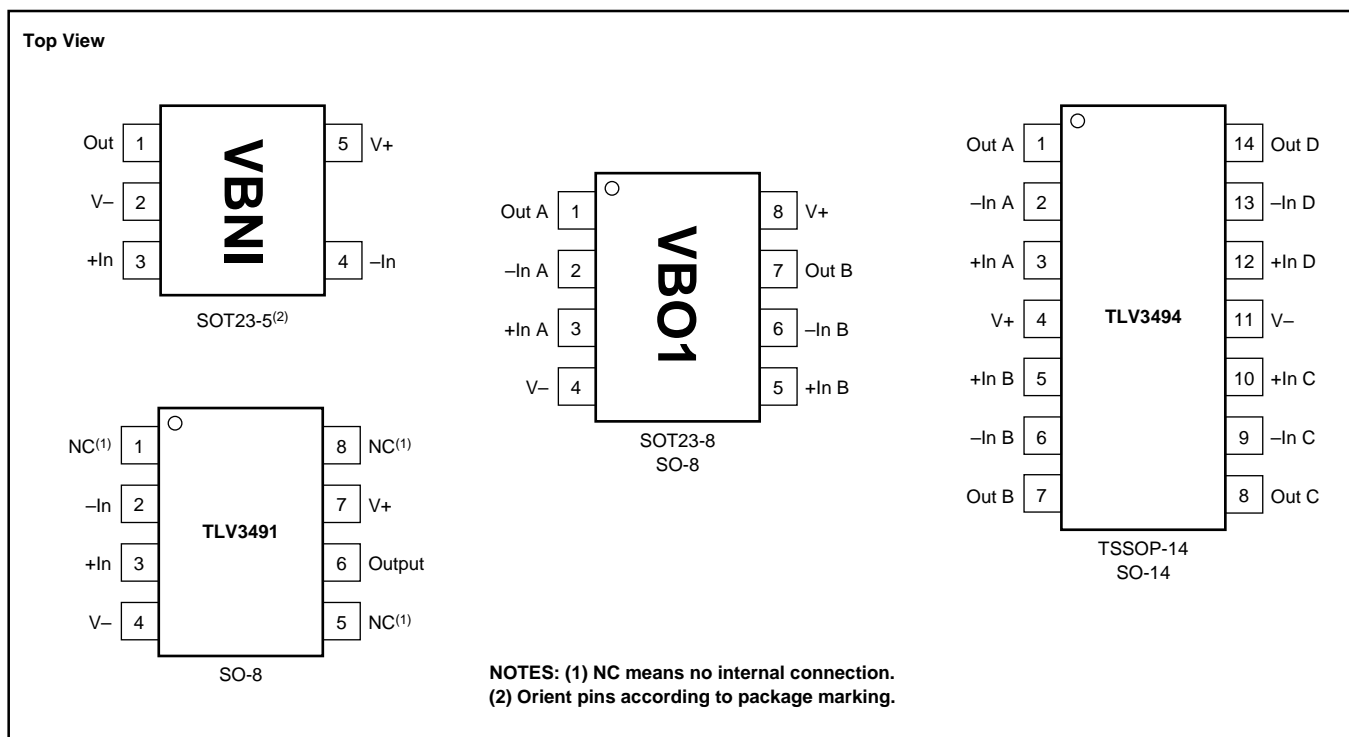 Top View
Out 1 5 V+
V– 2
+In 3 4 –In
VBNI
SOT23-5(2)
NC(1) 1 8 NC(1)
–In 2 7 V+
TLV3491
+In 3 6 Output
V– 4 5 NC(1)
SO-8
Out A 1 8 V+
–In A 2 7 Out B
+In A 3 6 –In B
V– 4 5 +In B
VBO1
SOT23-8
SO-8
Out A 1 14 Out D
–In A 2 13 –In D
+In A 3 12 +In D
V+ 4 TLV3494 11 V–
+In B 5 10 +In C
–In B 6 9 –In C
Out B 7 8 Out C
TSSOP-14
SO-14
NOTES: (1) NC means no internal connection.
(2) Orient pins according to package marking.